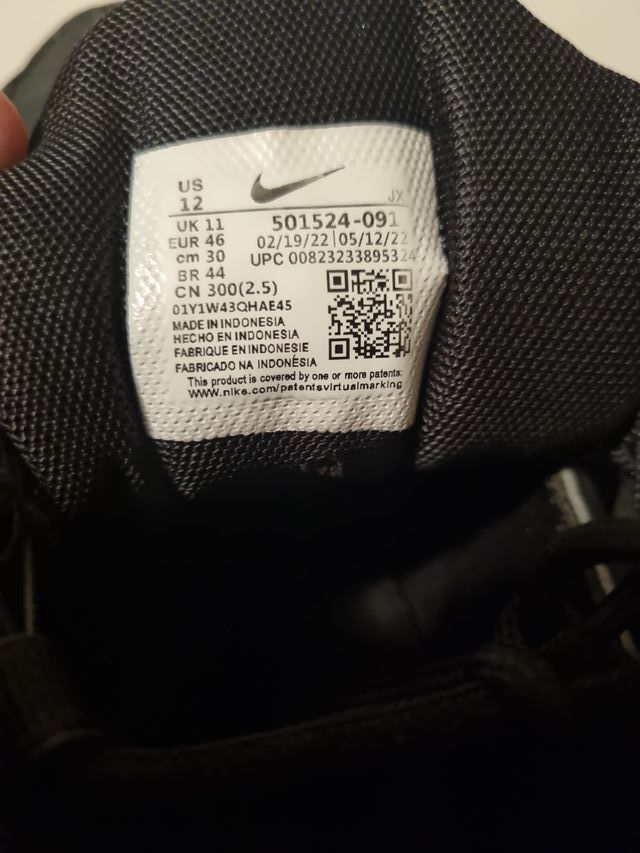 US
12
JX
UK 11 501524-091
EUR 46 02/19/22 | 05/12/22
cm 30 UPC 00823233895324
BR 44
CN 300(2.5)
01Y1W43QHAE45
MADE IN INDONESIA
HECHO EN INDONESIA
FABRIQUE EN INDONESIE
FABRICADO NA INDONÉSIA
This product is covered by one or more patents:
www.nike.com/patentsvirtualmarking